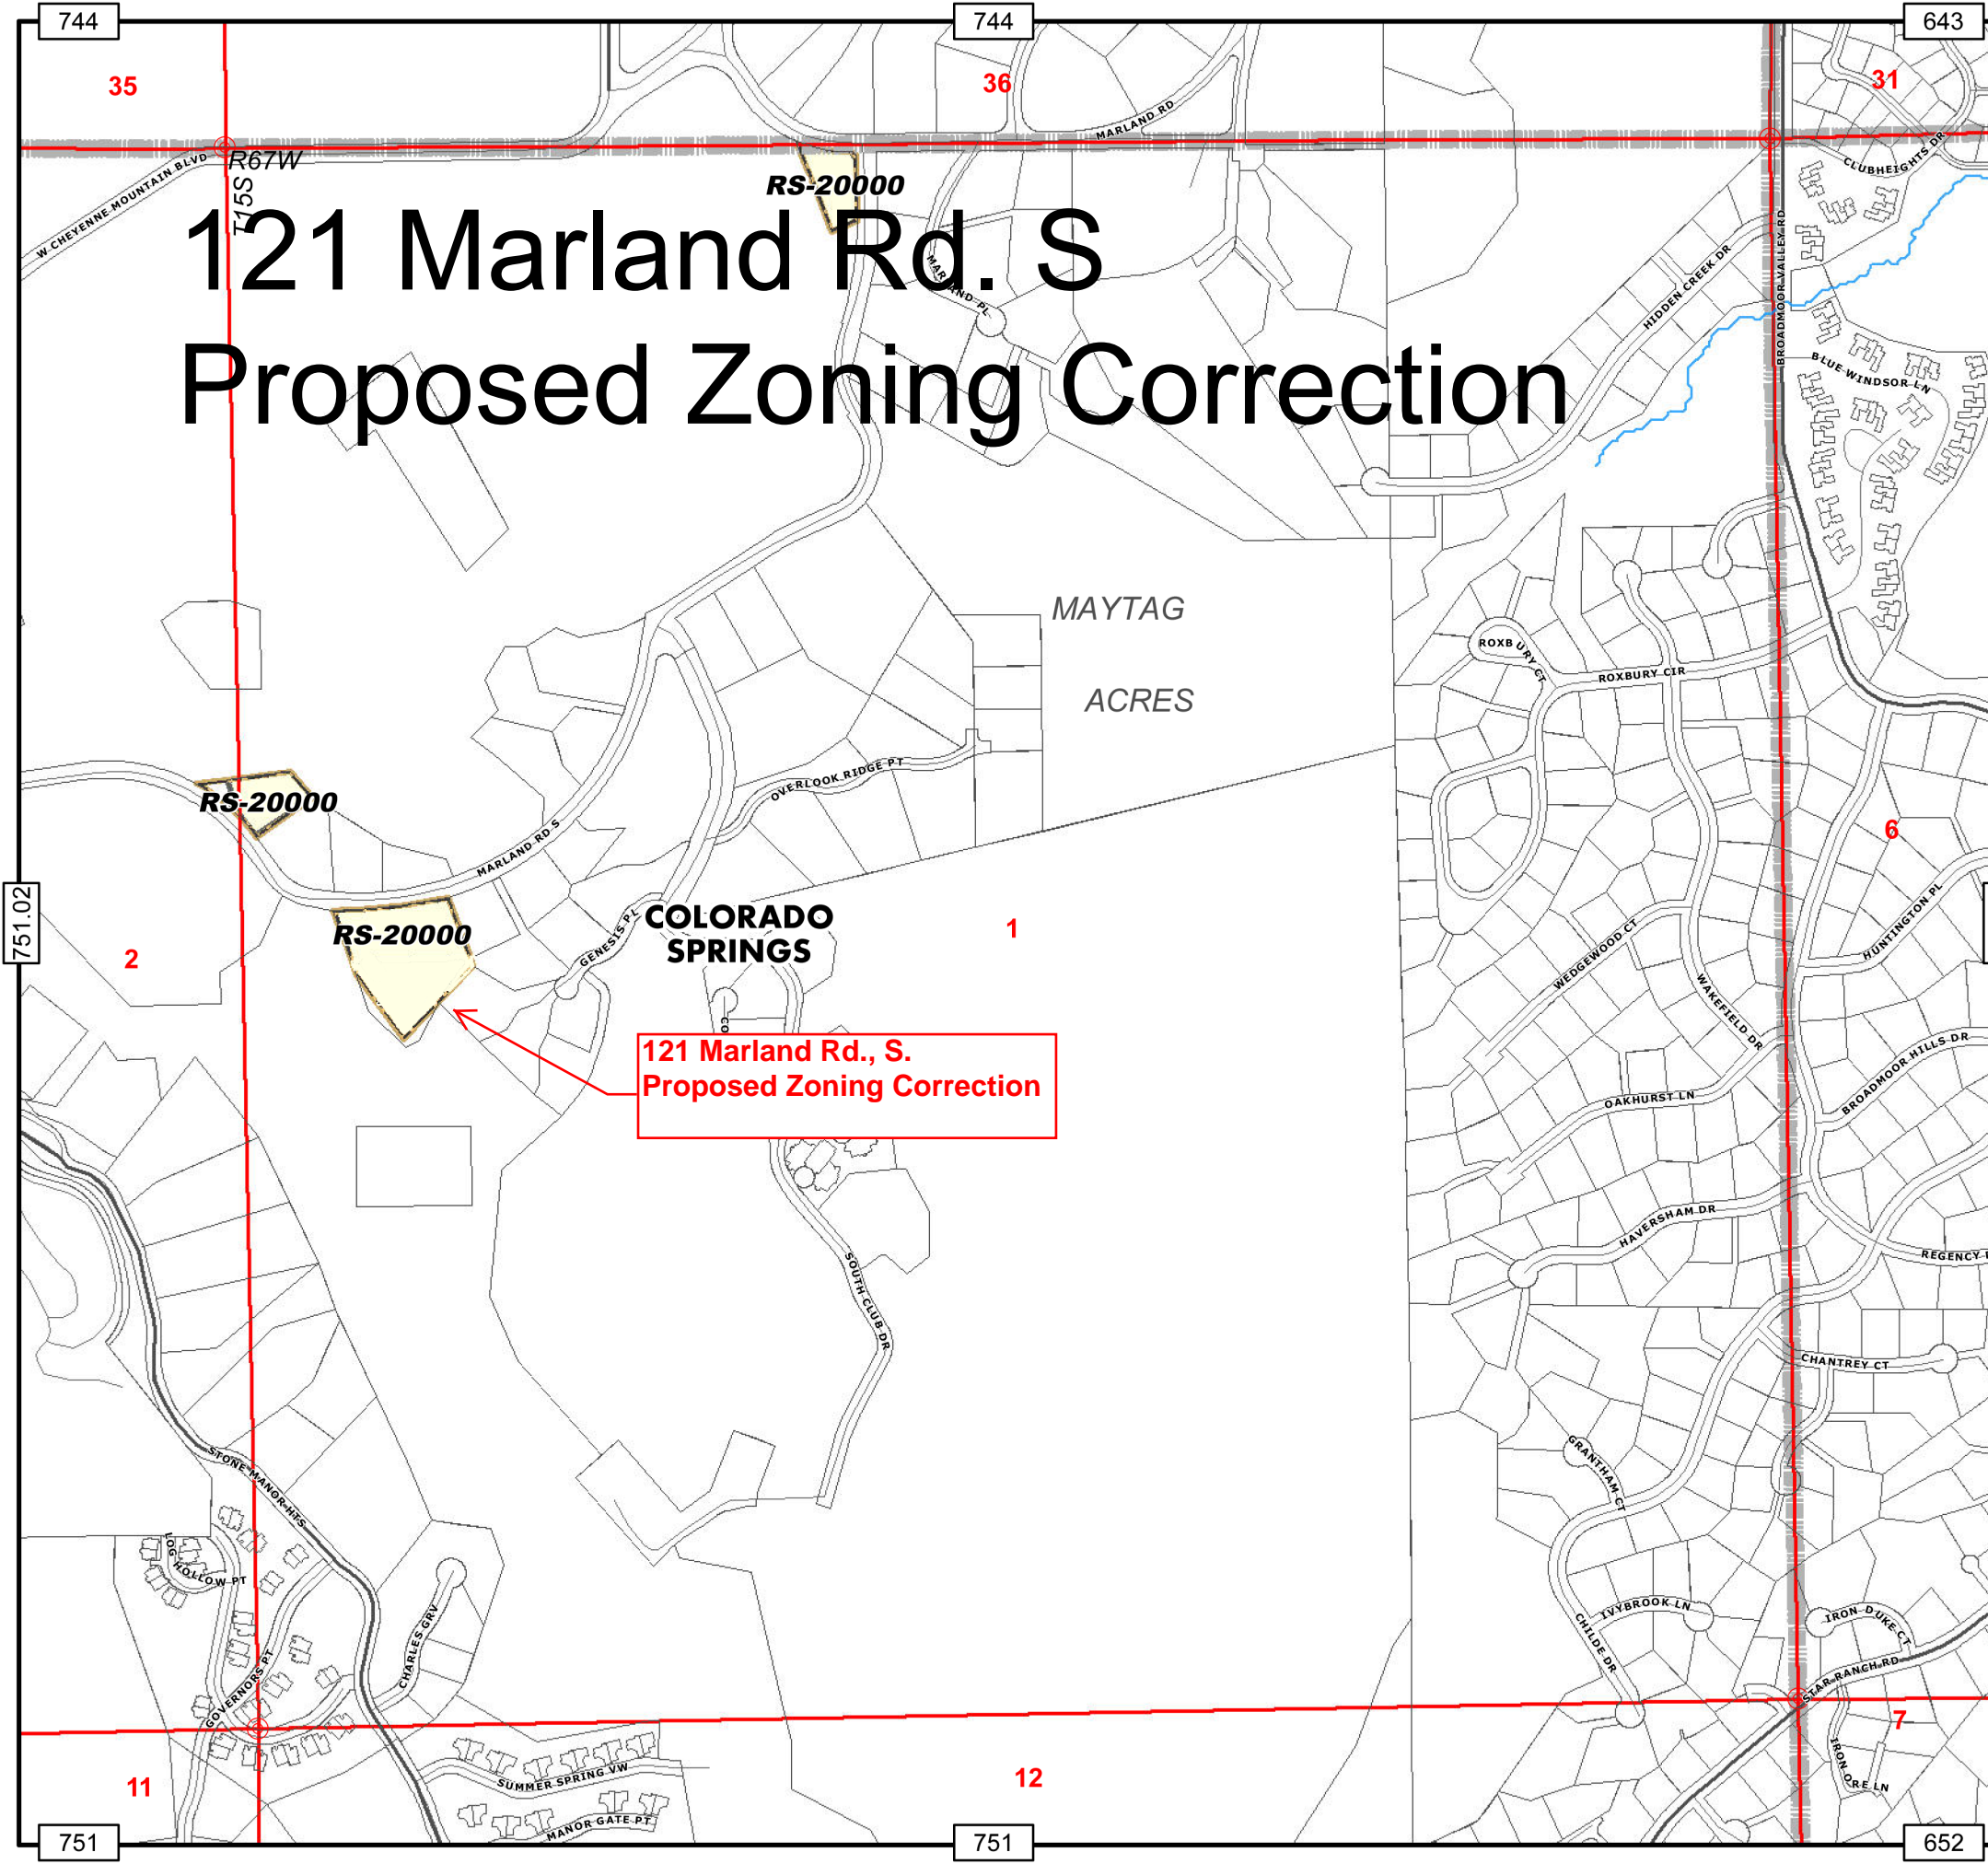 744
744
643
35
36
31
MARLAND RD
CLUBHEIGHTS DR
W CHEYENNE MOUNTAIN BLVD
R67W
T15S
RS-20000
121 Marland Rd. S
Proposed Zoning Correction
MARLAND PL
HIDDEN CREEK DR
BROADMOOR VALLEY RD
BLUE WINDSOR LN
MAYTAG
ACRES
ROXBURY CT
ROXBURY CIR
OVERLOOK RIDGE PT
RS-20000
MARLAND RD S
6
751.02
2
RS-20000
GENESIS PL
COLORADO
SPRINGS
1
WEDGEWOOD CT
HUNTINGTON PL
WAKEFIELD DR
CO
121 Marland Rd., S.
Proposed Zoning Correction
OAKHURST LN
BROADMOOR HILLS DR
HAVERSHAM DR
REGENCY
SOUTH CLUB DR
CHANTREY CT
GRANTHAM CT
STONE MANOR HTS
LOG HOLLOW PT
CHARLES GRV
GOVERNORS PT
IVYBROOK LN
CHILDE DR
IRON DUKE CT
STAR RANCH RD
7
IRON ORE LN
11
SUMMER SPRING VW
12
MANOR GATE PT
751
751
652